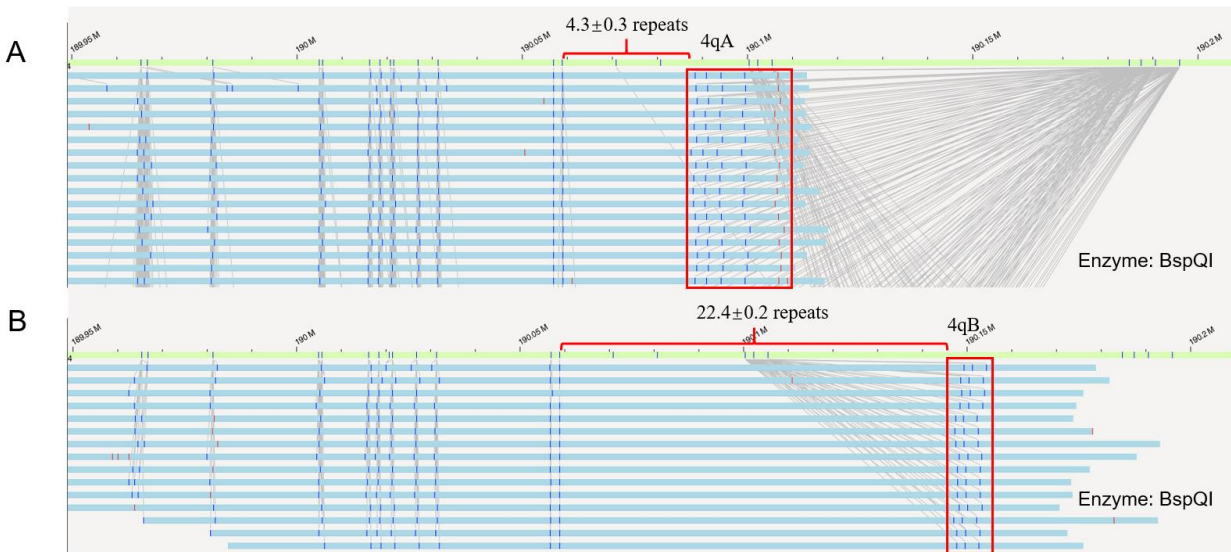 4.3±0.3 repeats
4qA
A
189.95 M
190 M
190.05 M
190.1 M
190.15 M
190.2 M
4
Enzyme: BspQI
22.4±0.2 repeats
4qB
B
189.95 M
190 M
190.05 M
190.1 M
190.15 M
190.2 M
4
Enzyme: BspQI